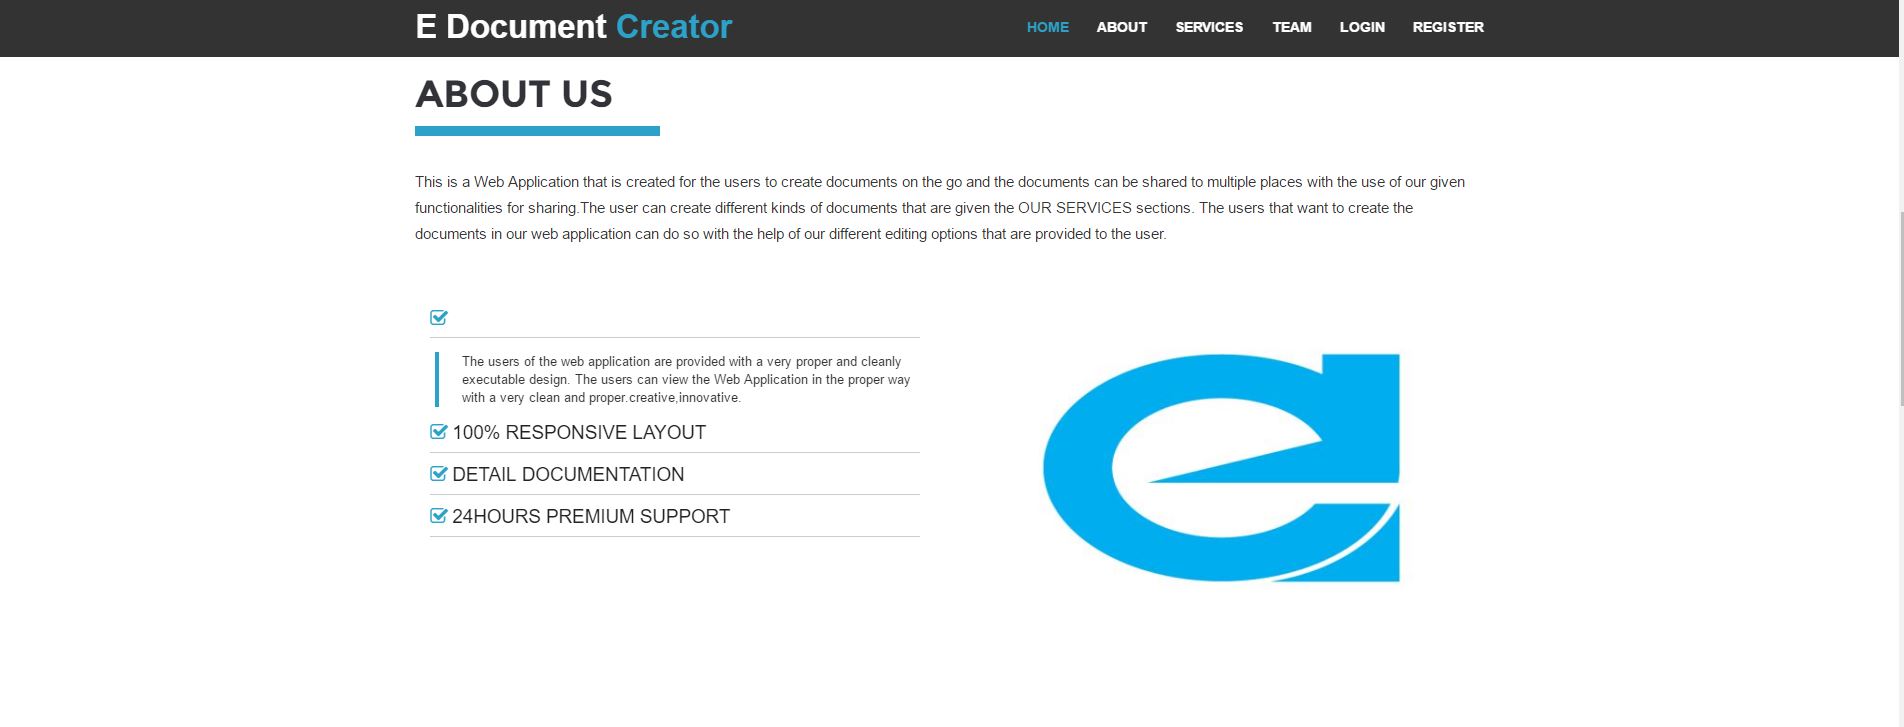 E Document Creator
HOME ABOUT SERVICES TEAM LOGIN REGISTER
ABOUT US
This is a Web Application that is created for the users to create documents on the go and the documents can be shared to multiple places with the use of our given
functionalities for sharing.The user can create different kinds of documents that are given the OUR SERVICES sections. The users that want to create the
documents in our web application can do so with the help of our different editing options that are provided to the user.
The users of the web application are provided with a very proper and cleanly
executable design. The users can view the Web Application in the proper way
with a very clean and proper.creative,innovative.
100% RESPONSIVE LAYOUT
DETAIL DOCUMENTATION
24HOURS PREMIUM SUPPORT